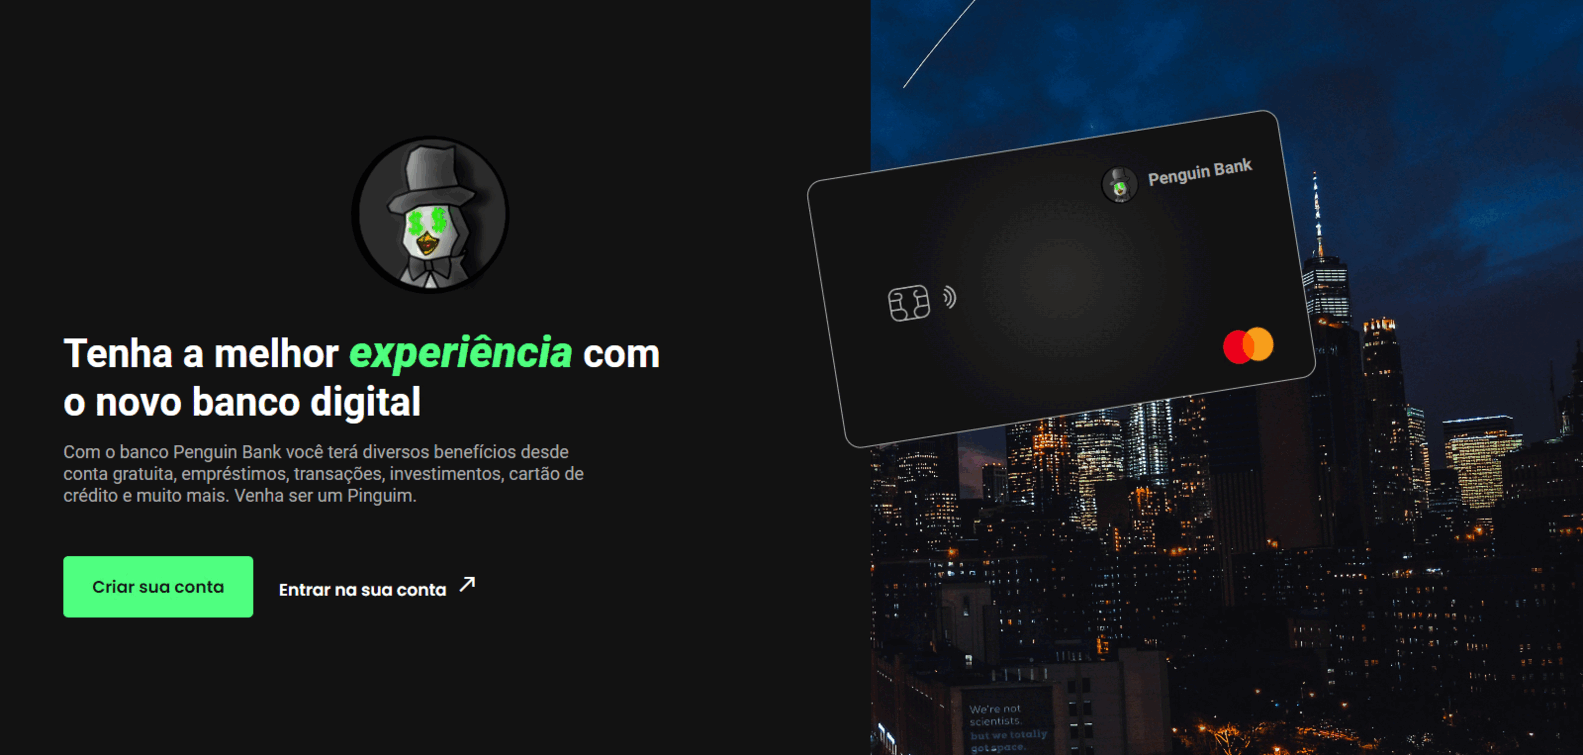 Tenha a melhor experiência com
o novo banco digital
Com o banco Penguin Bank você terá diversos benefícios desde
conta gratuita, empréstimos, transações, investimentos, cartão de
crédito e muito mais. Venha ser um Pinguim.
Criar sua conta
Entrar na sua conta
Penguin Bank
We're not
scientists.
but we totally
got space.